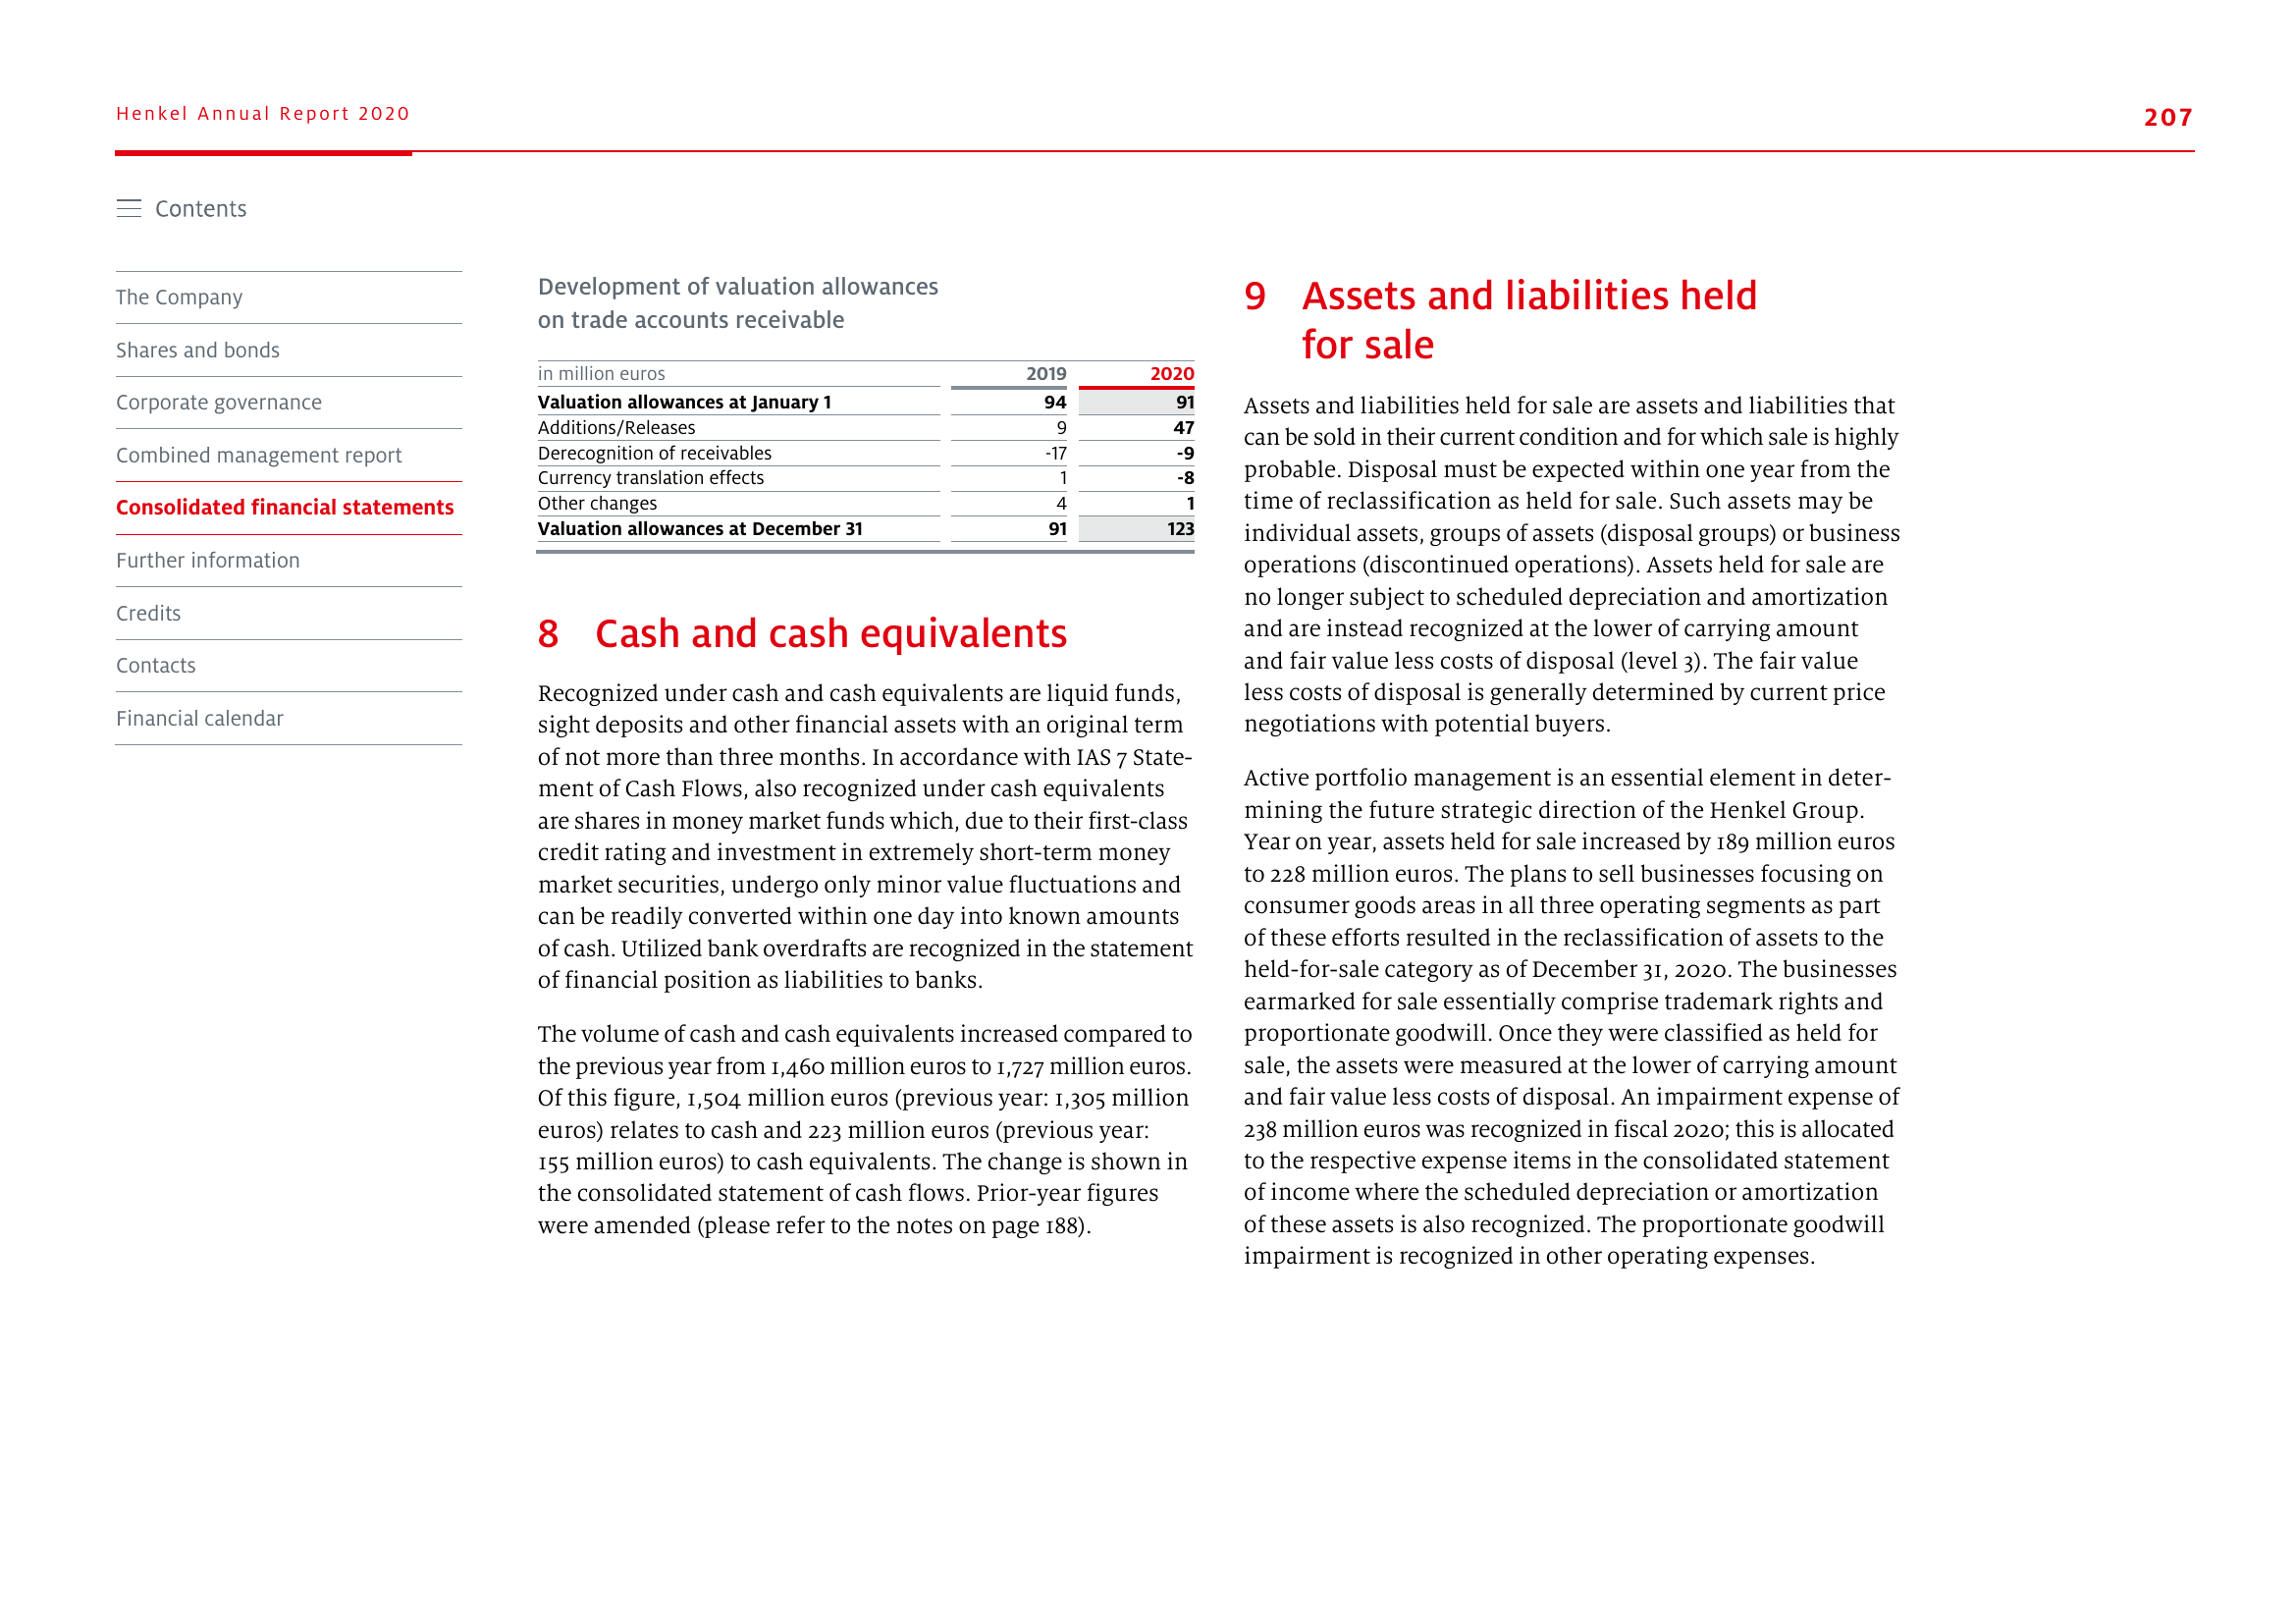 Henkel Annual Report 2020
207
Contents
The Company
Shares and bonds
Corporate governance
Combined management report
Consolidated financial statements
Further information
Credits
Contacts
Financial calendar
Development of valuation allowances
on trade accounts receivable
in million euros 2019 2020
Valuation allowances at January 1 94 91
Additions/Releases 9 47
Derecognition of receivables -17 -9
Currency translation effects 1 -8
Other changes 4 1
Valuation allowances at December 31 91 123
8 Cash and cash equivalents
Recognized under cash and cash equivalents are liquid funds,
sight deposits and other financial assets with an original term
of not more than three months. In accordance with IAS 7 State-
ment of Cash Flows, also recognized under cash equivalents
are shares in money market funds which, due to their first-class
credit rating and investment in extremely short-term money
market securities, undergo only minor value fluctuations and
can be readily converted within one day into known amounts
of cash. Utilized bank overdrafts are recognized in the statement
of financial position as liabilities to banks.
The volume of cash and cash equivalents increased compared to
the previous year from 1,460 million euros to 1,727 million euros.
Of this figure, 1,504 million euros (previous year: 1,305 million
euros) relates to cash and 223 million euros (previous year:
155 million euros) to cash equivalents. The change is shown in
the consolidated statement of cash flows. Prior-year figures
were amended (please refer to the notes on page 188).
9 Assets and liabilities held
for sale
Assets and liabilities held for sale are assets and liabilities that
can be sold in their current condition and for which sale is highly
probable. Disposal must be expected within one year from the
time of reclassification as held for sale. Such assets may be
individual assets, groups of assets (disposal groups) or business
operations (discontinued operations). Assets held for sale are
no longer subject to scheduled depreciation and amortization
and are instead recognized at the lower of carrying amount
and fair value less costs of disposal (level 3). The fair value
less costs of disposal is generally determined by current price
negotiations with potential buyers.
Active portfolio management is an essential element in deter-
mining the future strategic direction of the Henkel Group.
Year on year, assets held for sale increased by 189 million euros
to 228 million euros. The plans to sell businesses focusing on
consumer goods areas in all three operating segments as part
of these efforts resulted in the reclassification of assets to the
held-for-sale category as of December 31, 2020. The businesses
earmarked for sale essentially comprise trademark rights and
proportionate goodwill. Once they were classified as held for
sale, the assets were measured at the lower of carrying amount
and fair value less costs of disposal. An impairment expense of
238 million euros was recognized in fiscal 2020; this is allocated
to the respective expense items in the consolidated statement
of income where the scheduled depreciation or amortization
of these assets is also recognized. The proportionate goodwill
impairment is recognized in other operating expenses.